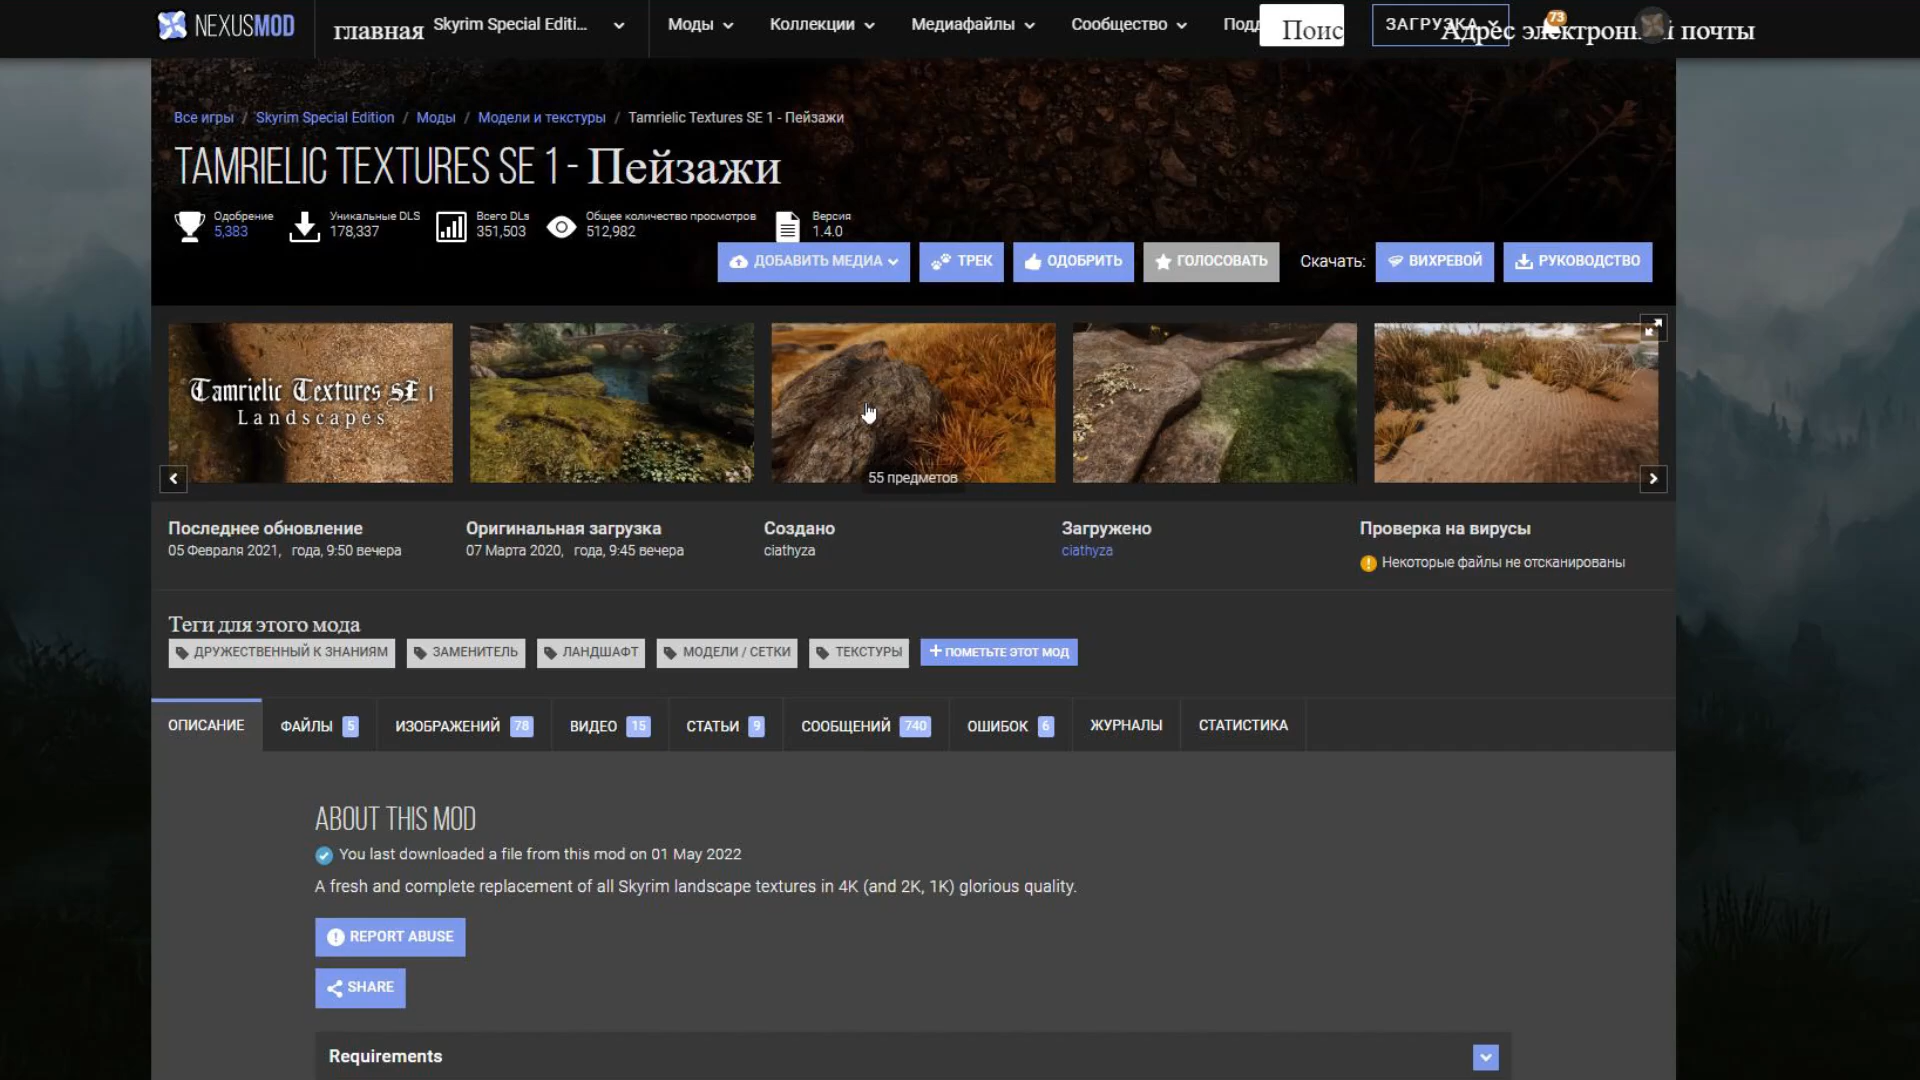 NEXUSMOD
главная
Skyrim Special Editi...
Моды
Коллекции
Медиафайлы
Сообщество
Подд
Поис
ЗАГРУЗКА
73
почты
Все игры / Skyrim Special Edition / Моды / Модели и текстуры / Tamrielic Textures SE 1 - Пейзажи
TAMRIELIC TEXTURES SE 1 - Пейзажи
Одобрение
5,383
Уникальные DLS
178,337
Всего DLs
351,503
Общее количество просмотров
512,982
Версия
1.4.0
ДОБАВИТЬ МЕДИА
ТРЕК
ОДОБРИТЬ
ГОЛОСОВАТЬ
Скачать:
ВИХРЕВОЙ
РУКОВОДСТВО
Tamrielic Textures SE 1
Landscapes
55 предметов
Последнее обновление
05 Февраля 2021, года, 9:50 вечера
Оригинальная загрузка
07 Марта 2020, года, 9:45 вечера
Создано
ciathyza
Загружено
ciathyza
Проверка на вирусы
Некоторые файлы не отсканированы
Теги для этого мода
ДРУЖЕСТВЕННЫЙ К ЗНАНИЯМ
ЗАМЕНИТЕЛЬ
ЛАНДШАФТ
МОДЕЛИ / СЕТКИ
ТЕКСТУРЫ
+ ПОМЕТЬТЕ ЭТОТ МОД
ОПИСАНИЕ
ФАЙЛЫ 5
ИЗОБРАЖЕНИЙ 78
ВИДЕО 15
СТАТЬИ 9
СООБЩЕНИЙ 740
ОШИБОК 6
ЖУРНАЛЫ
СТАТИСТИКА
ABOUT THIS MOD
You last downloaded a file from this mod on 01 May 2022
A fresh and complete replacement of all Skyrim landscape textures in 4K (and 2K, 1K) glorious quality.
REPORT ABUSE
SHARE
Requirements